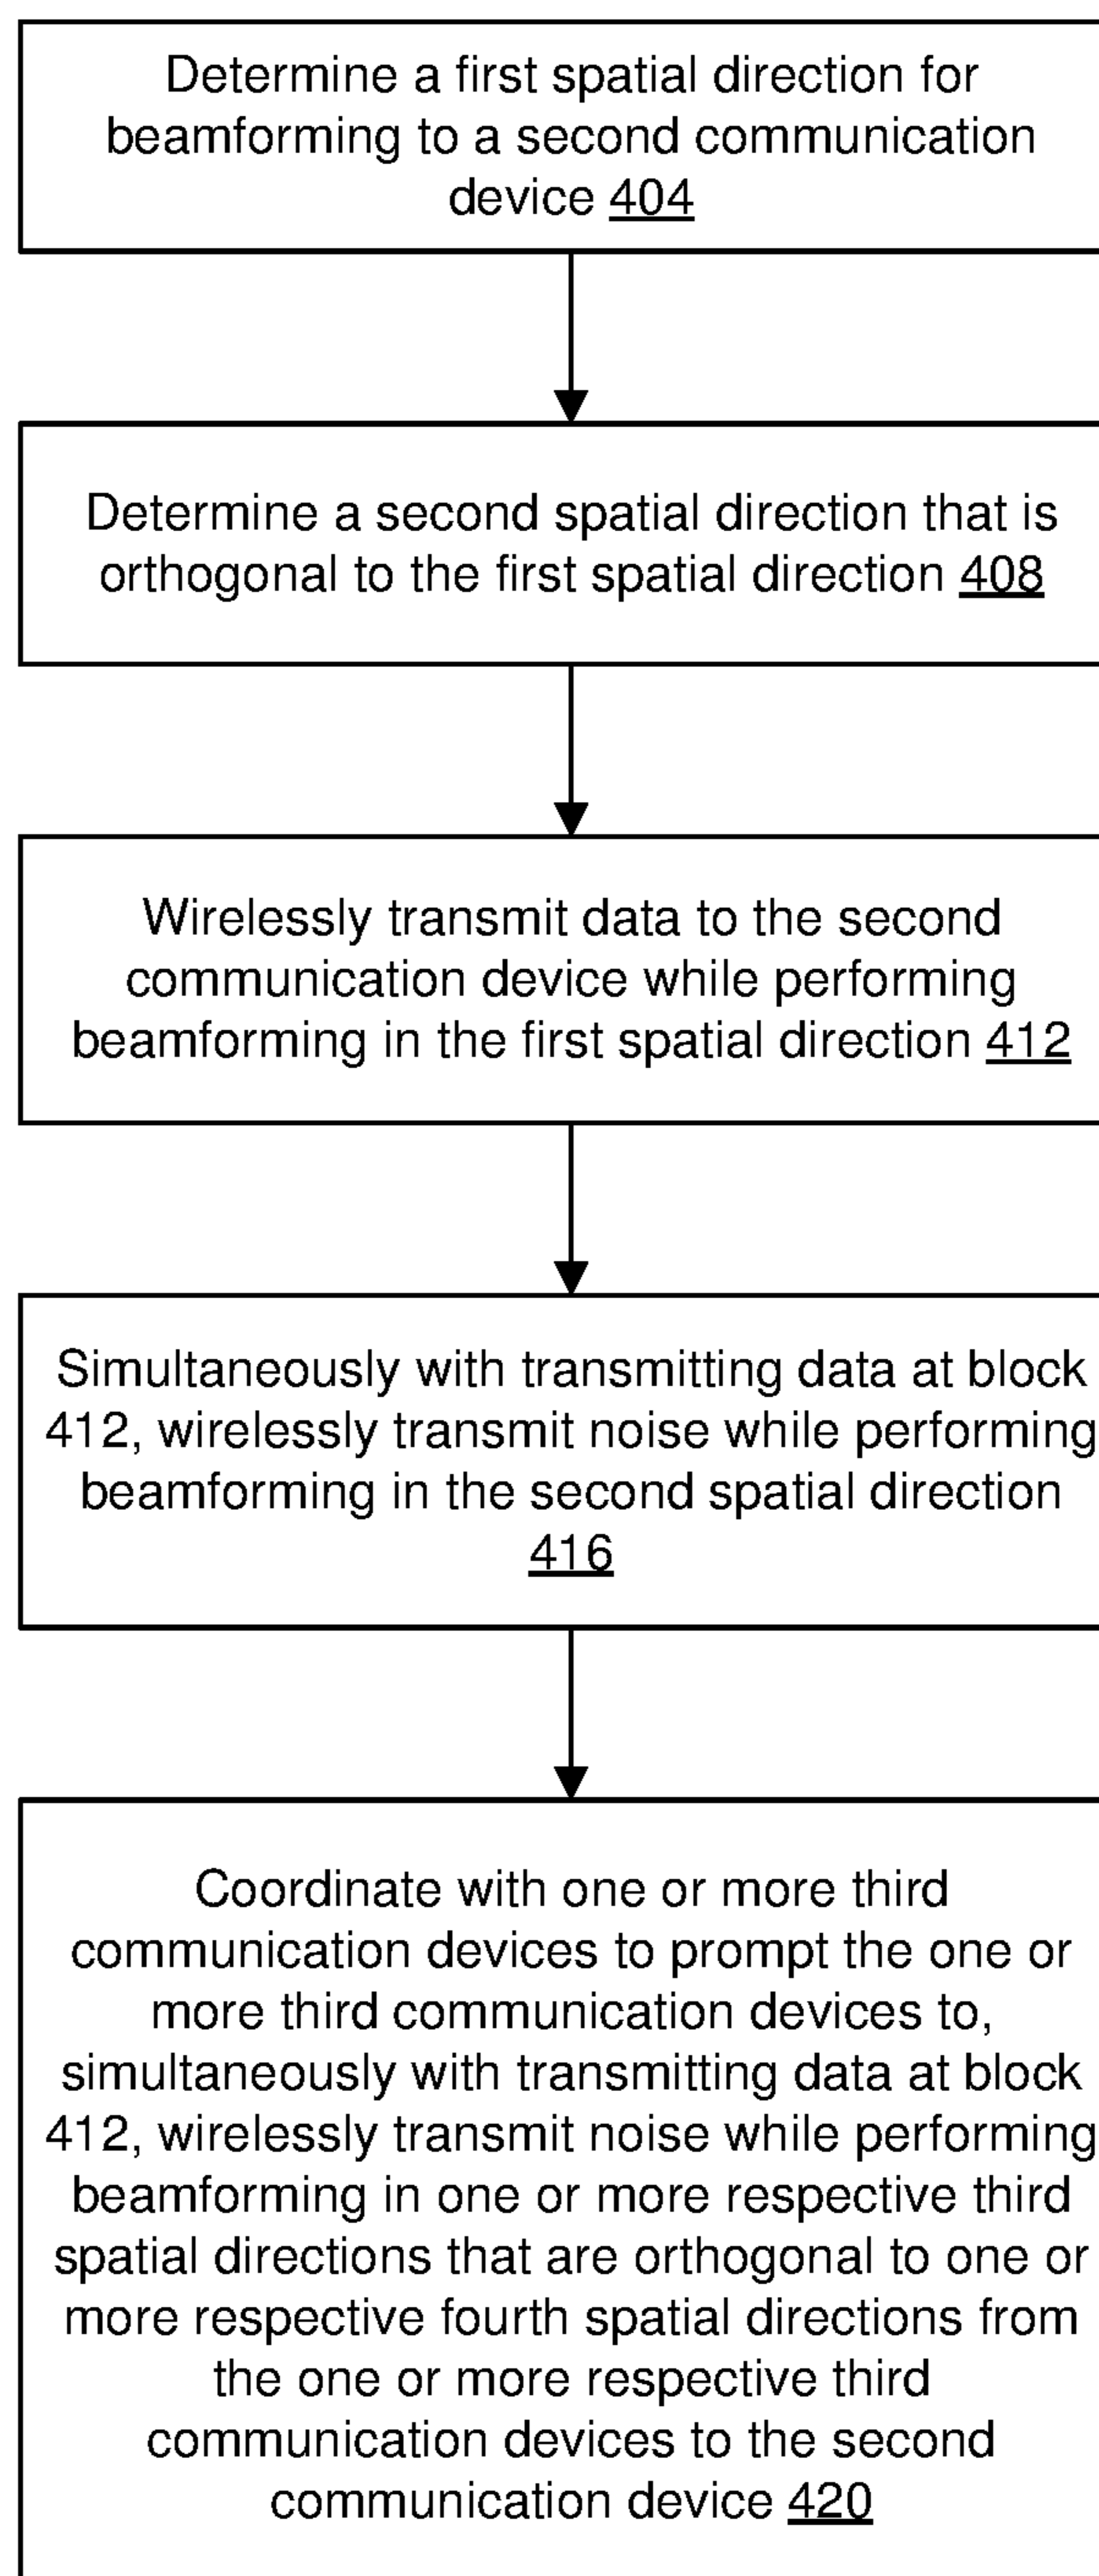 Determine a first spatial direction for
beamforming to a second communication
device 404
Determine a second spatial direction that is
orthogonal to the first spatial direction 408
Wirelessly transmit data to the second
communication device while performing
beamforming in the first spatial direction 412
Simultaneously with transmitting data at block
412, wirelessly transmit noise while performing
beamforming in the second spatial direction
416
Coordinate with one or more third
communication devices to prompt the one or
more third communication devices to,
simultaneously with transmitting data at block
412, wirelessly transmit noise while performing
beamforming in one or more respective third
spatial directions that are orthogonal to one or
more respective fourth spatial directions from
the one or more respective third
communication devices to the second
communication device 420